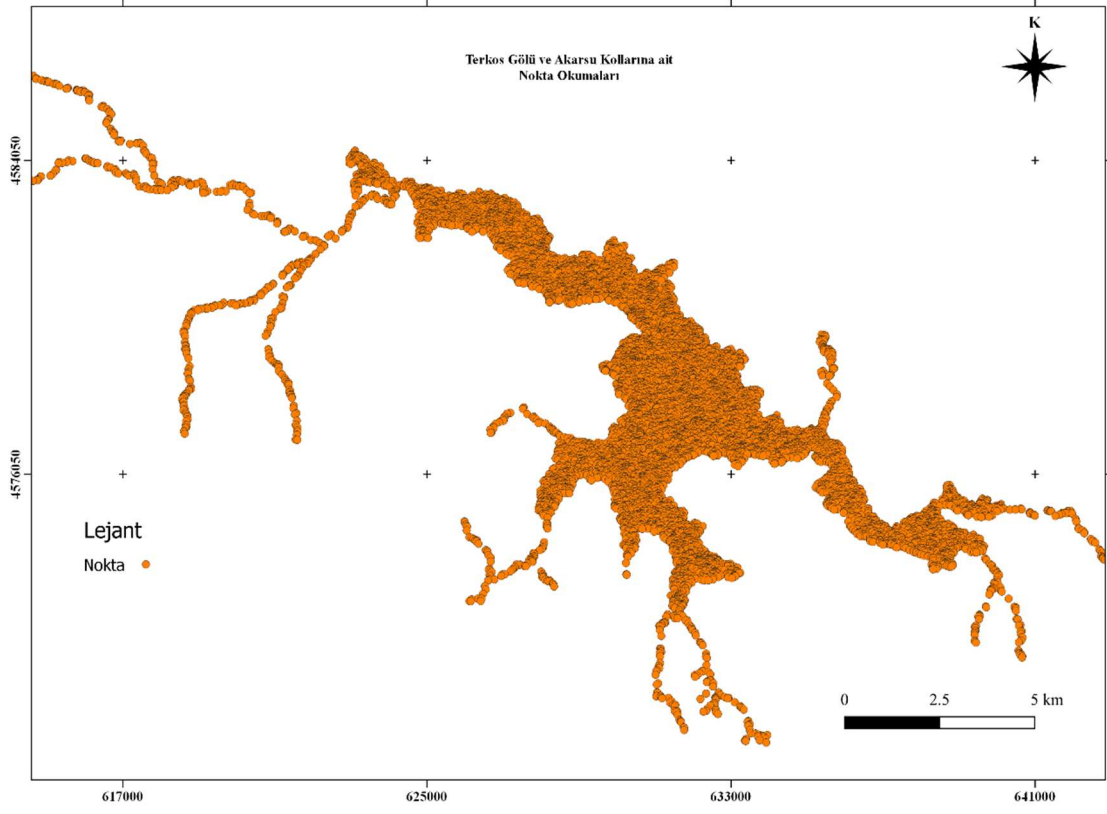 K
Terkos Gölü ve Akarsu Kollarına ait
Nokta Okumaları
4584050
4576050
Lejant
Nokta
0 2.5 5 km
617000 625000 633000 641000